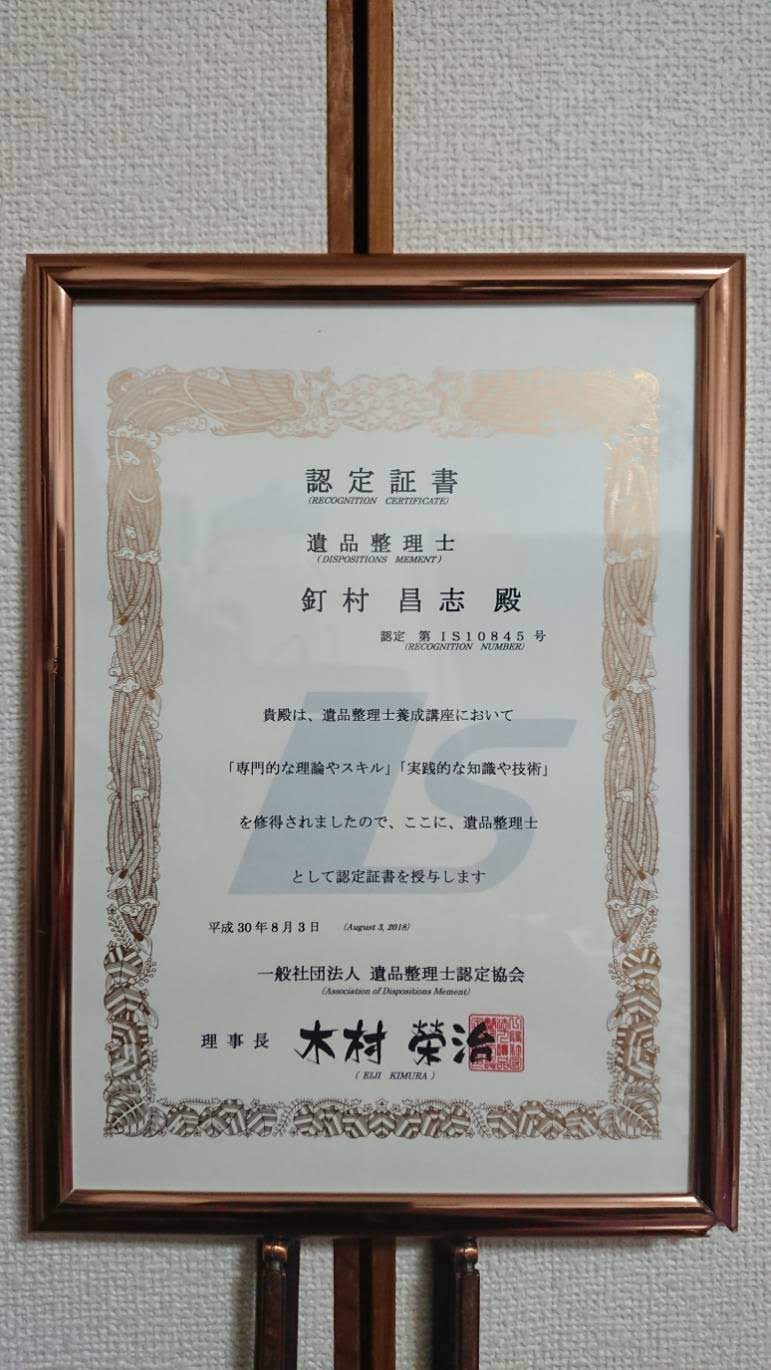 認定証書
(RECOGNITION CERTIFICATE)
遺品整理士
(DISPOSITIONS MEMENT)
釘村 昌志 殿
認定 第 IS10845 号
(RECOGNITION NUMBER)
貴殿は、遺品整理士養成講座において
「専門的な理論やスキル」「実践的な知識や技術」
を修得されましたので、ここに、遺品整理士
として認定証書を授与します
平成30年8月3日 (August 3, 2018)
一般社団法人 遺品整理士認定協会
(Association of Dispositions Mement)
理事長 木村 榮治
( EIJI KIMURA )
IS